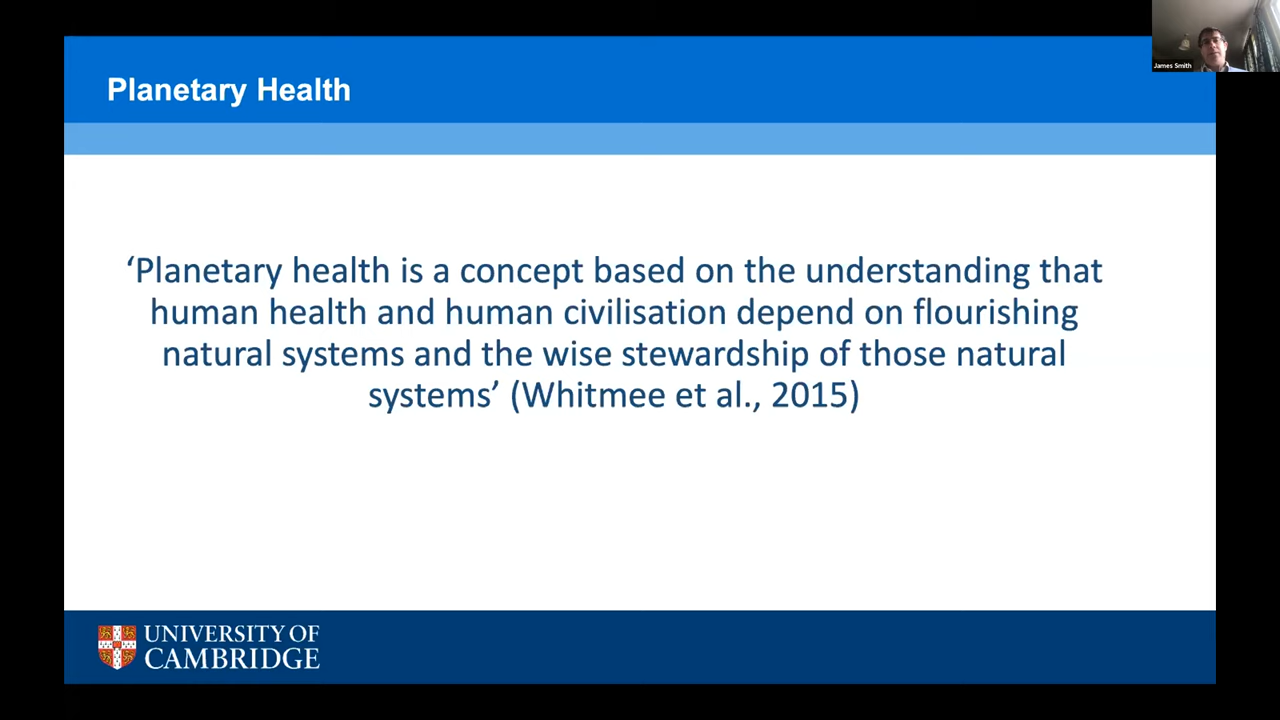 James Smith
Planetary Health
‘Planetary health is a concept based on the understanding that
human health and human civilisation depend on flourishing
natural systems and the wise stewardship of those natural
systems’ (Whitmee et al., 2015)
UNIVERSITY OF
CAMBRIDGE